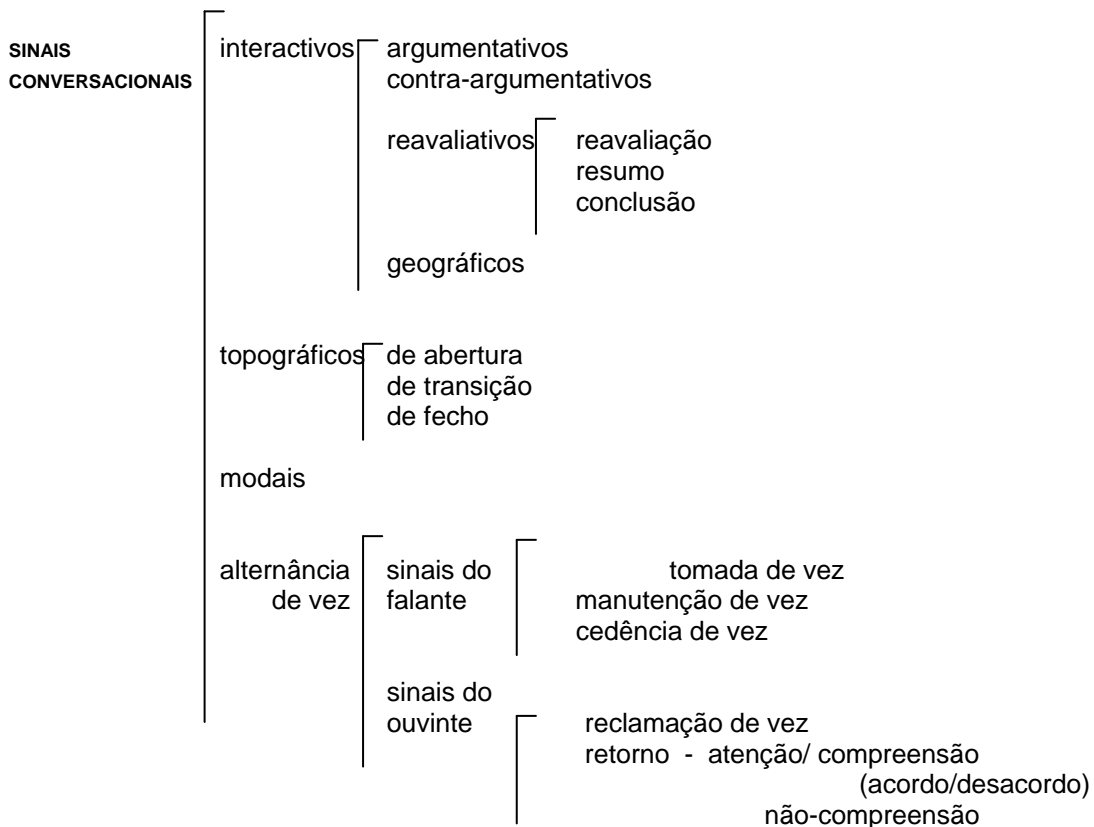 SINAIS interactivos argumentativos
CONVERSACIONAIS contra-argumentativos
reavaliativos reavaliação
resumo
conclusão
geográficos
topográficos de abertura
de transição
de fecho
modais
alternância sinais do tomada de vez
de vez falante manutenção de vez
cedência de vez
sinais do
ouvinte reclamação de vez
retorno - atenção/ compreensão
(acordo/desacordo)
não-compreensão